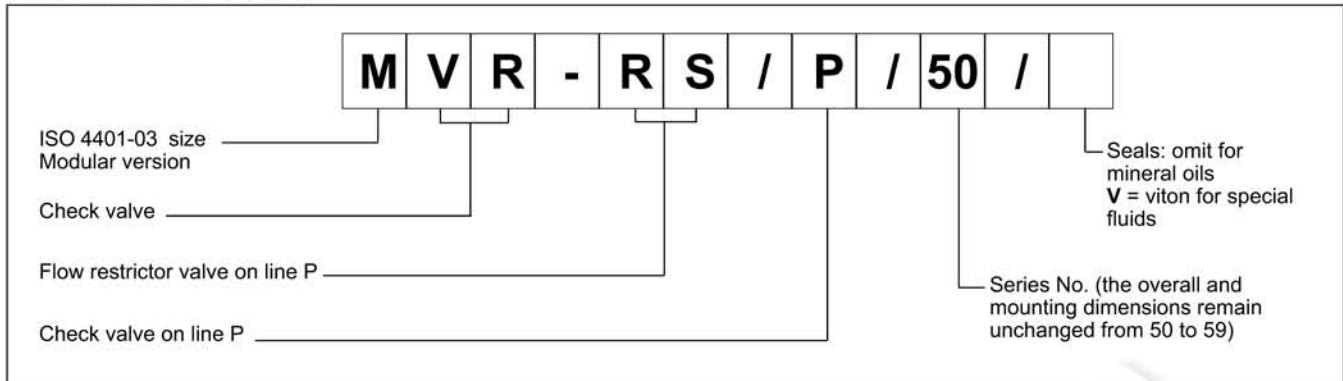 M V R - R S / P / 50 /
ISO 4401-03 size
Modular version
Check valve
Flow restrictor valve on line P
Check valve on line P
Seals: omit for
mineral oils
V = viton for special
fluids
Series No. (the overall and
mounting dimensions remain
unchanged from 50 to 59)